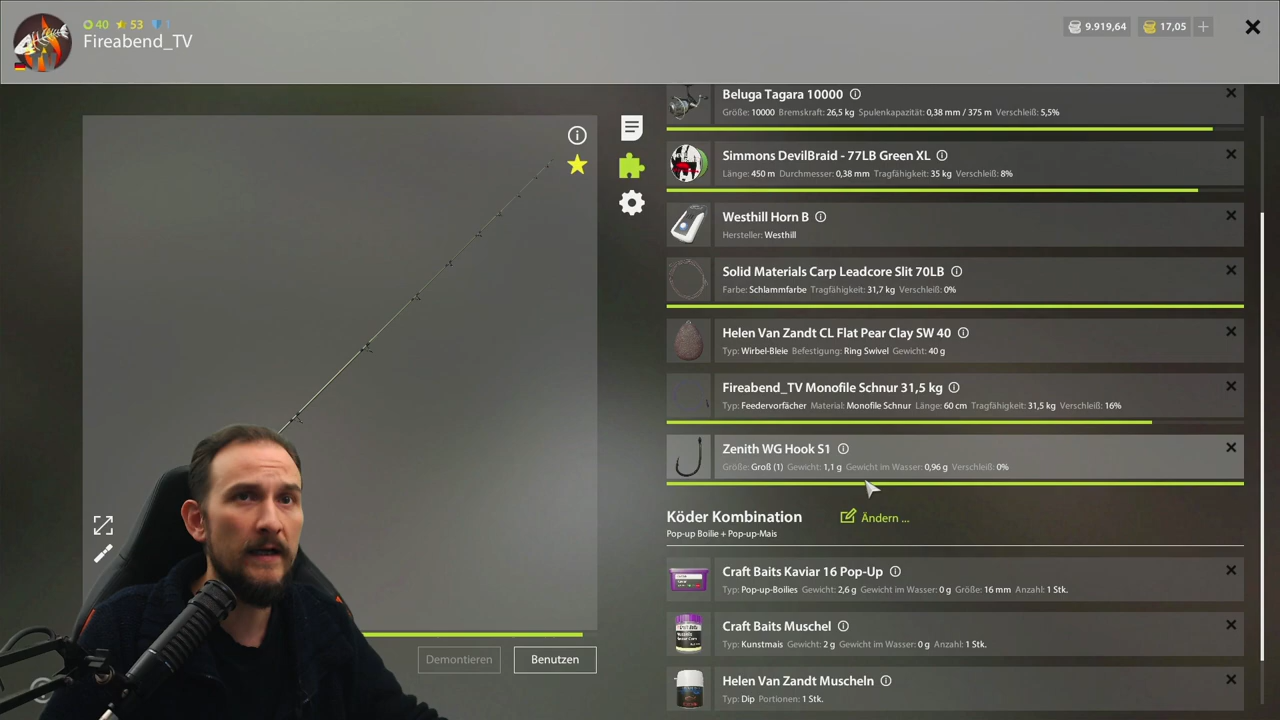 40 53 1
Fireabend_TV
9.919,64
17,05
Beluga Tagara 10000
Größe: 10000 Bremskraft: 26,5 kg Spulenkapazität: 0,38 mm / 375 m Verschleiß: 5,5%
Simmons DevilBraid - 77LB Green XL
Länge: 450 m Durchmesser: 0,38 mm Tragfähigkeit: 35 kg Verschleiß: 8%
Westhill Horn B
Hersteller: Westhill
Solid Materials Carp Leadcore Slit 70LB
Farbe: Schlammfarbe Tragfähigkeit: 31,7 kg Verschleiß: 0%
Helen Van Zandt CL Flat Pear Clay SW 40
Typ: Wirbel-Bleie Befestigung: Ring Swivel Gewicht: 40 g
Fireabend_TV Monofile Schnur 31,5 kg
Typ: Feedervorfächer Material: Monofile Schnur Länge: 60 cm Tragfähigkeit: 31,5 kg Verschleiß: 16%
Zenith WG Hook S1
Größe: Groß (1) Gewicht: 1,1 g Gewicht im Wasser: 0,96 g Verschleiß: 0%
Köder Kombination
Ändern ...
Pop-up Boilie + Pop-up-Mais
Craft Baits Kaviar 16 Pop-Up
Typ: Pop-up-Boilies Gewicht: 2,6 g Gewicht im Wasser: 0 g Größe: 16 mm Anzahl: 1 Stk.
Craft Baits Muschel
Typ: Kunstmais Gewicht: 2 g Gewicht im Wasser: 0 g Anzahl: 1 Stk.
Helen Van Zandt Muscheln
Typ: Dip Portionen: 1 Stk.
Demontieren
Benutzen